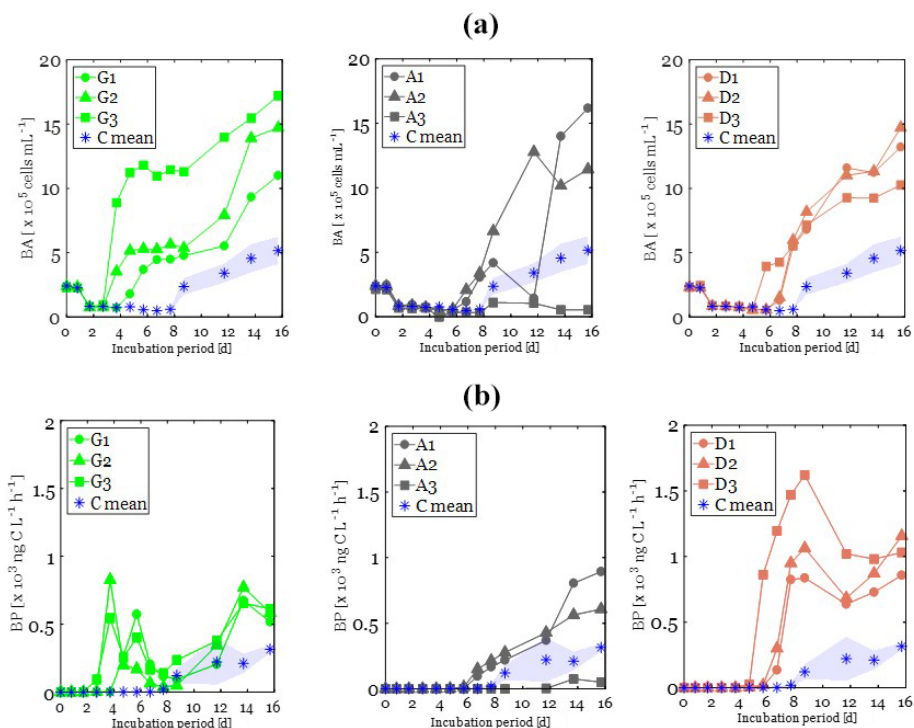 (a)
20
15
10
5
0
BA [ x 10⁵ cells mL⁻¹ ]
G1
G2
G3
C mean
0 2 4 6 8 10 12 14 16
Incubation period [d]
20
15
10
5
0
BA [ x 10⁵ cells mL⁻¹ ]
A1
A2
A3
C mean
0 2 4 6 8 10 12 14 16
Incubation period [d]
20
15
10
5
0
BA [ x 10⁵ cells mL⁻¹ ]
D1
D2
D3
C mean
0 2 4 6 8 10 12 14 16
Incubation period [d]
(b)
2
1.5
1
0.5
0
BP [ x 10³ ng C L⁻¹ h⁻¹ ]
G1
G2
G3
C mean
0 2 4 6 8 10 12 14 16
Incubation period [d]
2
1.5
1
0.5
0
BP [ x 10³ ng C L⁻¹ h⁻¹ ]
A1
A2
A3
C mean
0 2 4 6 8 10 12 14 16
Incubation period [d]
2
1.5
1
0.5
0
BP [ x 10³ ng C L⁻¹ h⁻¹ ]
D1
D2
D3
C mean
0 2 4 6 8 10 12 14 16
Incubation period [d]